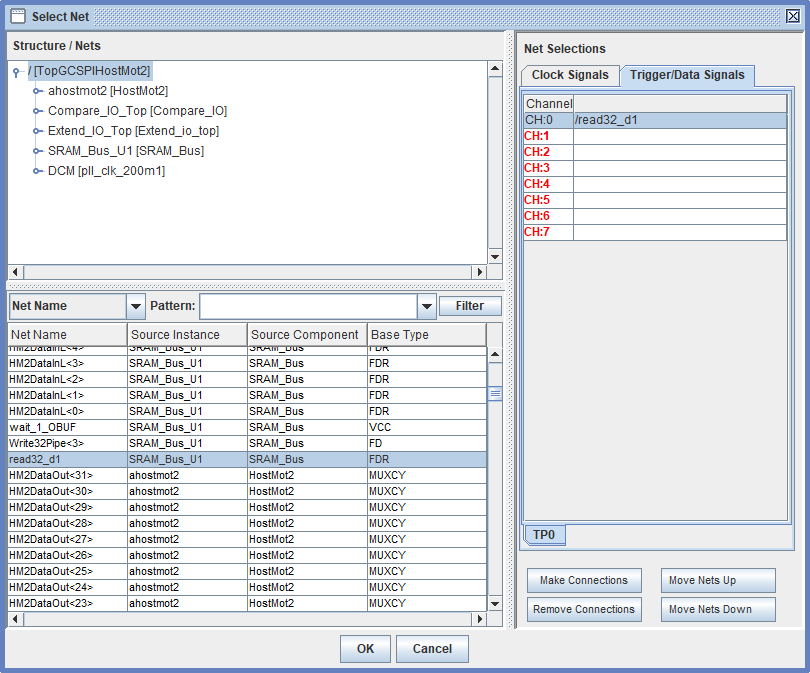 Select Net
Structure / Nets
/ [TopGCSPIHostMot2]
ahostmot2 [HostMot2]
Compare_IO_Top [Compare_IO]
Extend_IO_Top [Extend_io_top]
SRAM_Bus_U1 [SRAM_Bus]
DCM [pll_clk_200m1]
Net Name Pattern: Filter
Net Name Source Instance Source Component Base Type
HM2DataInL<4> SRAM_Bus_U1 SRAM_Bus FDR
HM2DataInL<3> SRAM_Bus_U1 SRAM_Bus FDR
HM2DataInL<2> SRAM_Bus_U1 SRAM_Bus FDR
HM2DataInL<1> SRAM_Bus_U1 SRAM_Bus FDR
HM2DataInL<0> SRAM_Bus_U1 SRAM_Bus FDR
wait_1_OBUF SRAM_Bus_U1 SRAM_Bus VCC
Write32Pipe<3> SRAM_Bus_U1 SRAM_Bus FD
read32_d1 SRAM_Bus_U1 SRAM_Bus FDR
HM2DataOut<31> ahostmot2 HostMot2 MUXCY
HM2DataOut<30> ahostmot2 HostMot2 MUXCY
HM2DataOut<29> ahostmot2 HostMot2 MUXCY
HM2DataOut<28> ahostmot2 HostMot2 MUXCY
HM2DataOut<27> ahostmot2 HostMot2 MUXCY
HM2DataOut<26> ahostmot2 HostMot2 MUXCY
HM2DataOut<25> ahostmot2 HostMot2 MUXCY
HM2DataOut<24> ahostmot2 HostMot2 MUXCY
HM2DataOut<23> ahostmot2 HostMot2 MUXCY
Net Selections
Clock Signals Trigger/Data Signals
Channel
CH:0 /read32_d1
CH:1
CH:2
CH:3
CH:4
CH:5
CH:6
CH:7
TP0
Make Connections Move Nets Up
Remove Connections Move Nets Down
OK Cancel